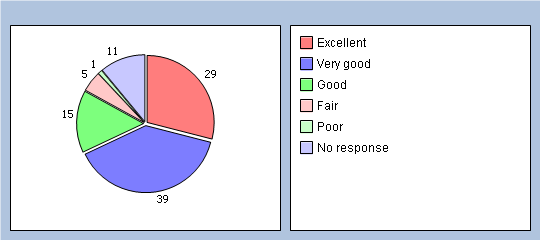 11
1
5
29
15
39
Excellent
Very good
Good
Fair
Poor
No response